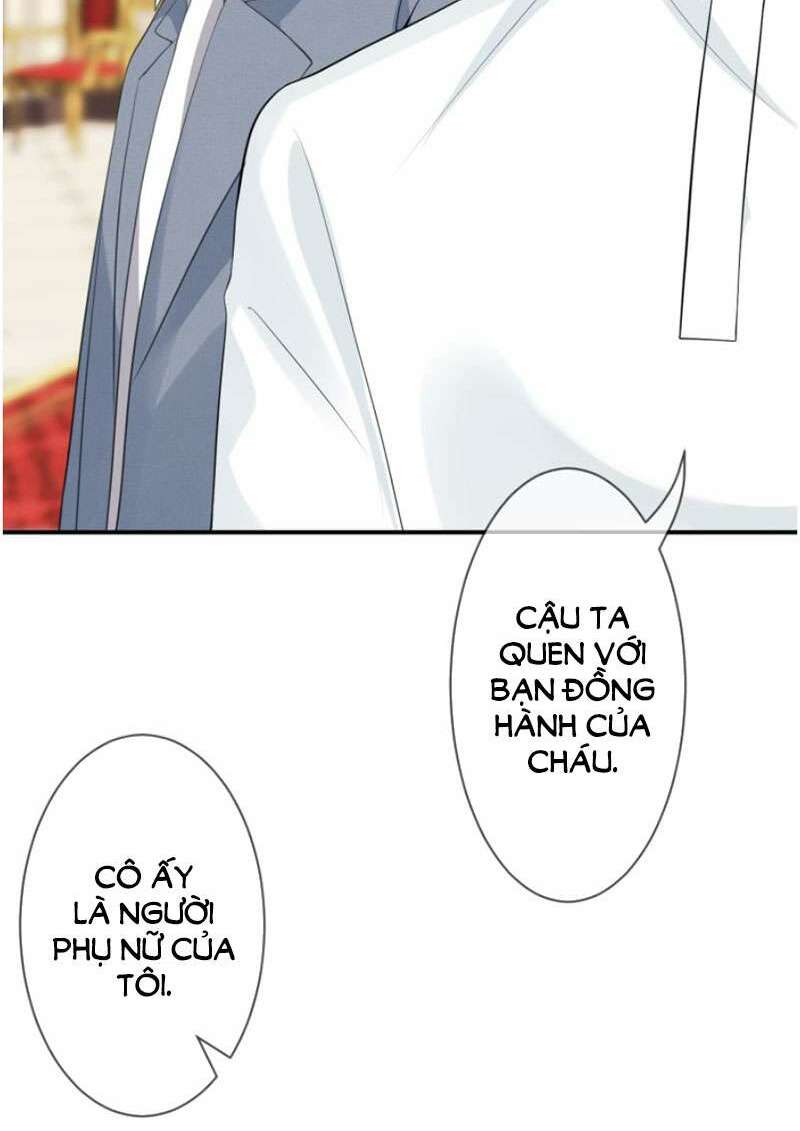 CẬU TA
QUEN VỚI
BẠN ĐỒNG
HÀNH CỦA
CHÁU.
CÔ ẤY
LÀ NGƯỜI
PHỤ NỮ CỦA
TÔI.